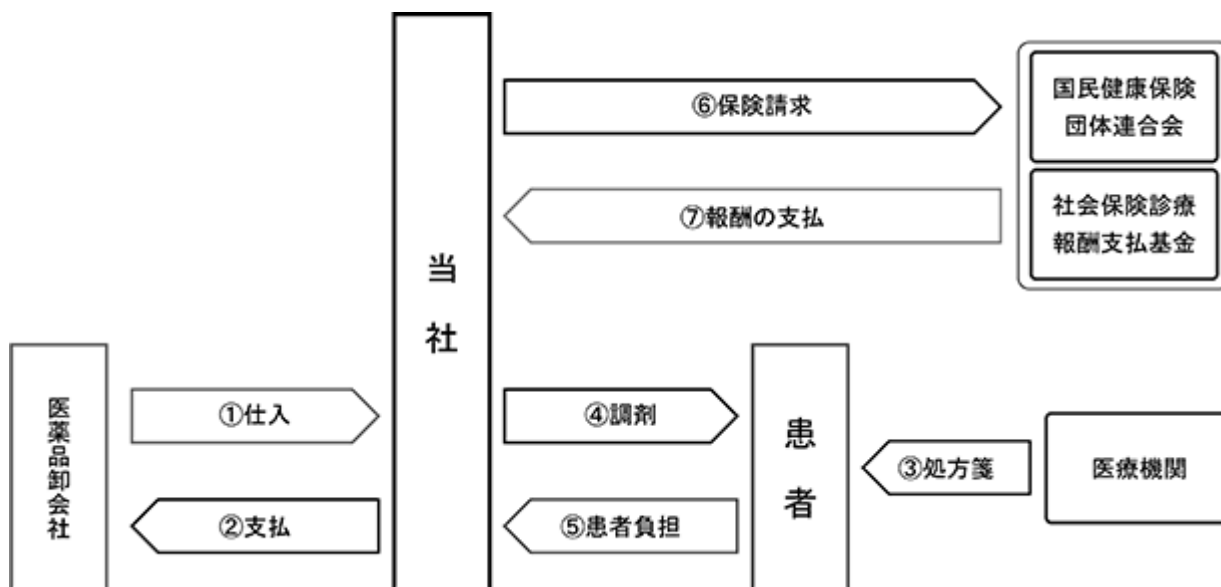 ⑥保険請求
国民健康保険
団体連合会
⑦報酬の支払
社会保険診療
報酬支払基金
当社
医薬品卸会社
①仕入
②支払
④調剤
⑤患者負担
患者
③処方箋
医療機関